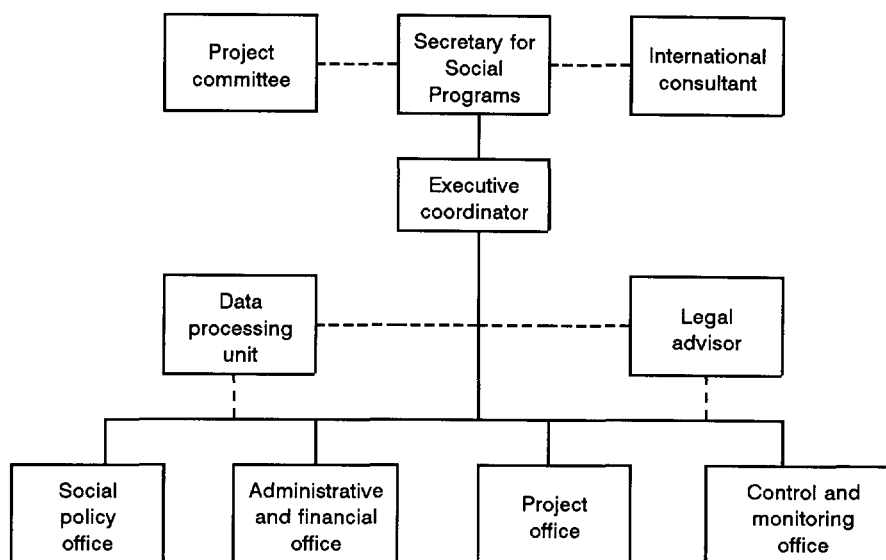 Project
committee
Secretary for
Social
Programs
International
consultant
Executive
coordinator
Data
processing
unit
Legal
advisor
Social
policy
office
Administrative
and financial
office
Project
office
Control and
monitoring
office